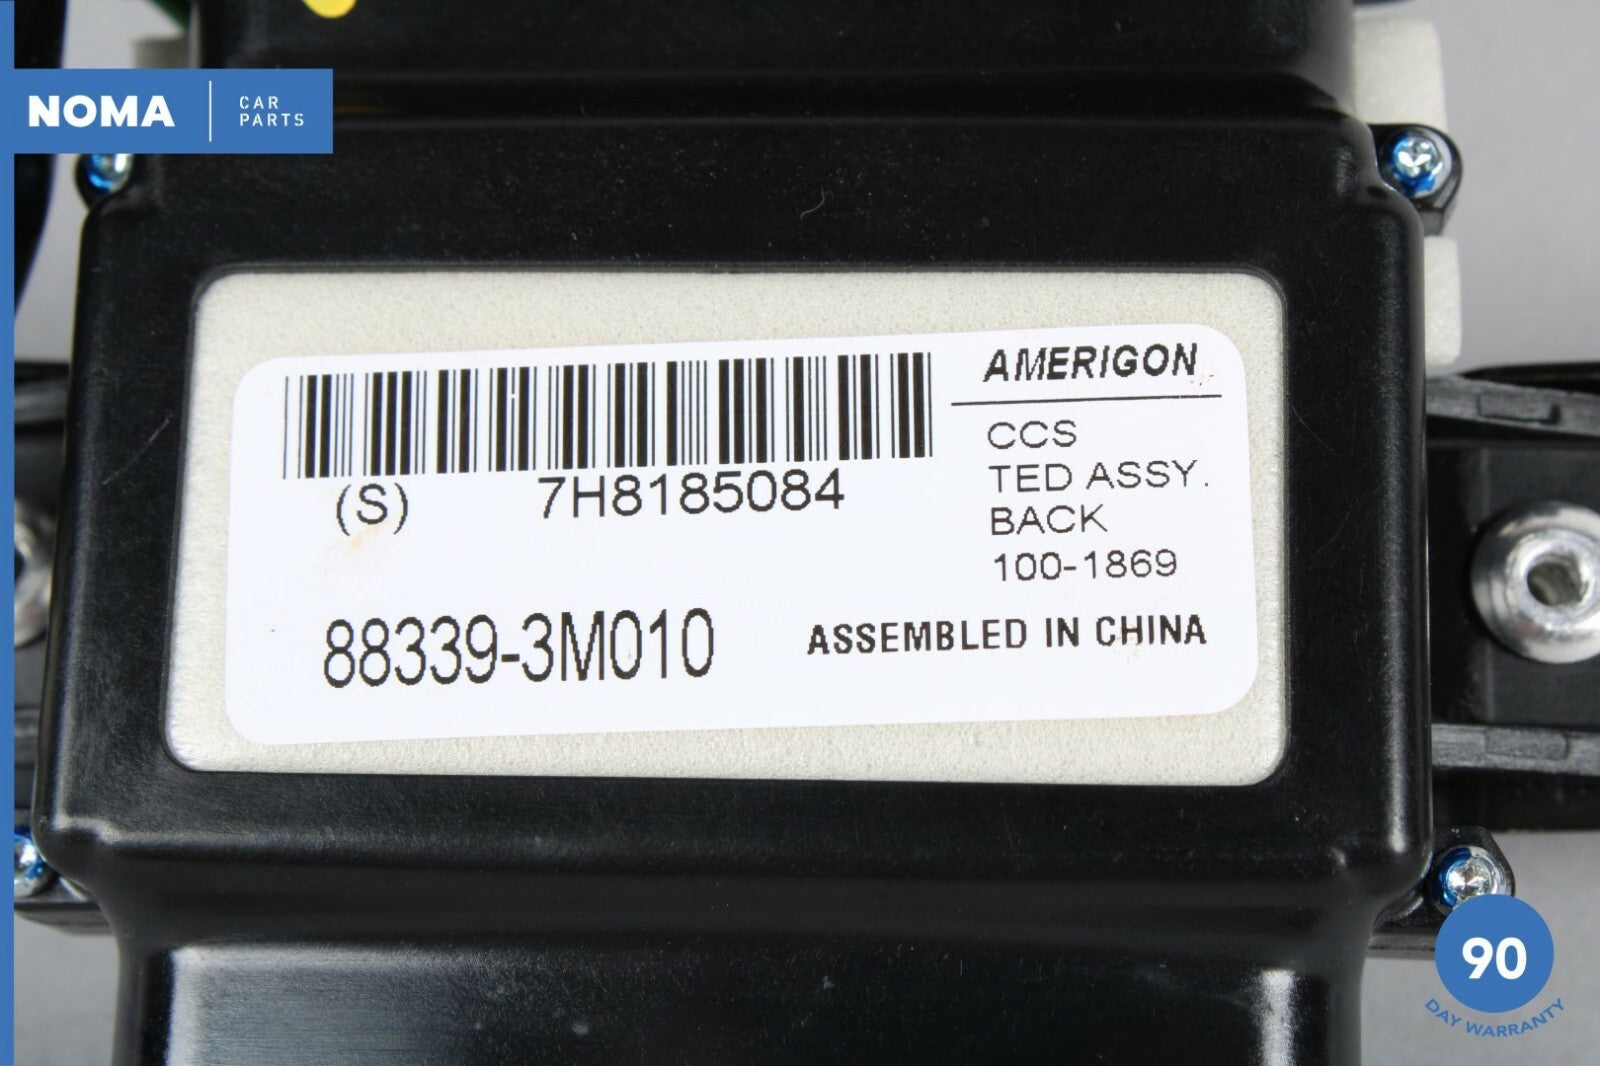 NOMA
CAR
PARTS
AMERIGON
CCS
TED ASSY.
BACK
100-1869
(S) 7H8185084
88339-3M010
ASSEMBLED IN CHINA
90
DAY WARRANTY